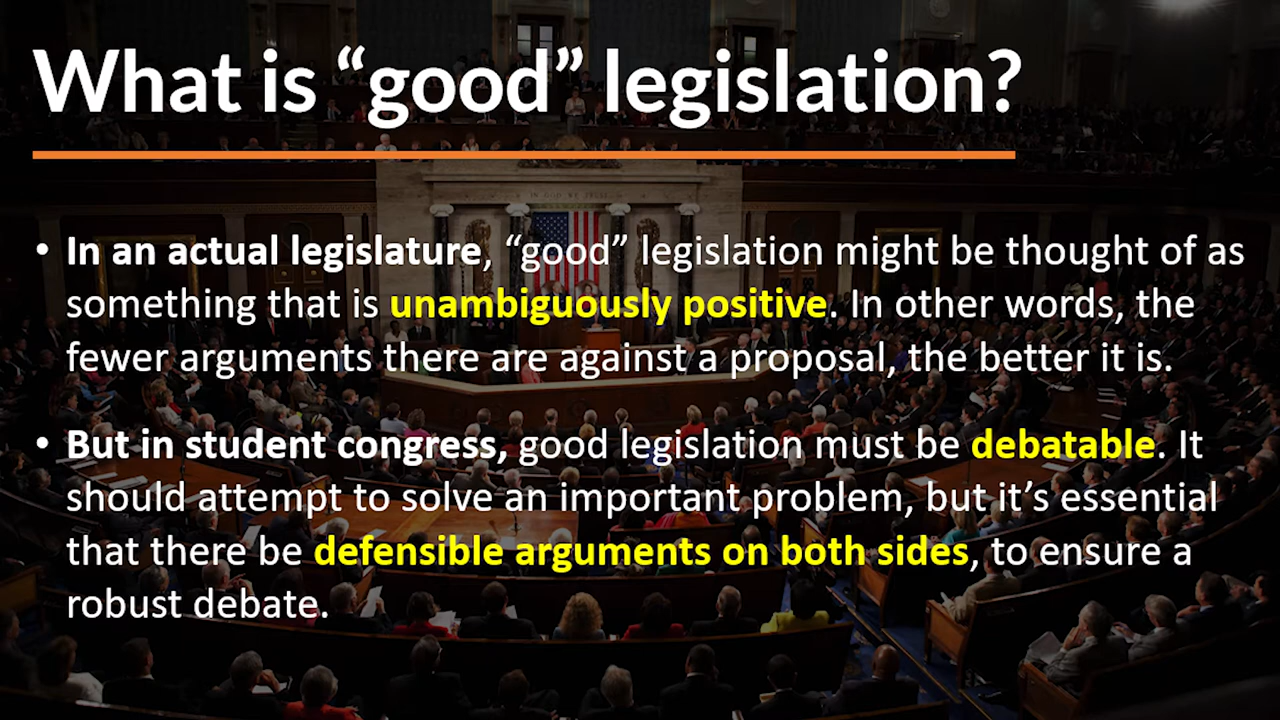 What is “good” legislation?
• In an actual legislature, “good” legislation might be thought of as
something that is unambiguously positive. In other words, the
fewer arguments there are against a proposal, the better it is.
• But in student congress, good legislation must be debatable. It
should attempt to solve an important problem, but it’s essential
that there be defensible arguments on both sides, to ensure a
robust debate.